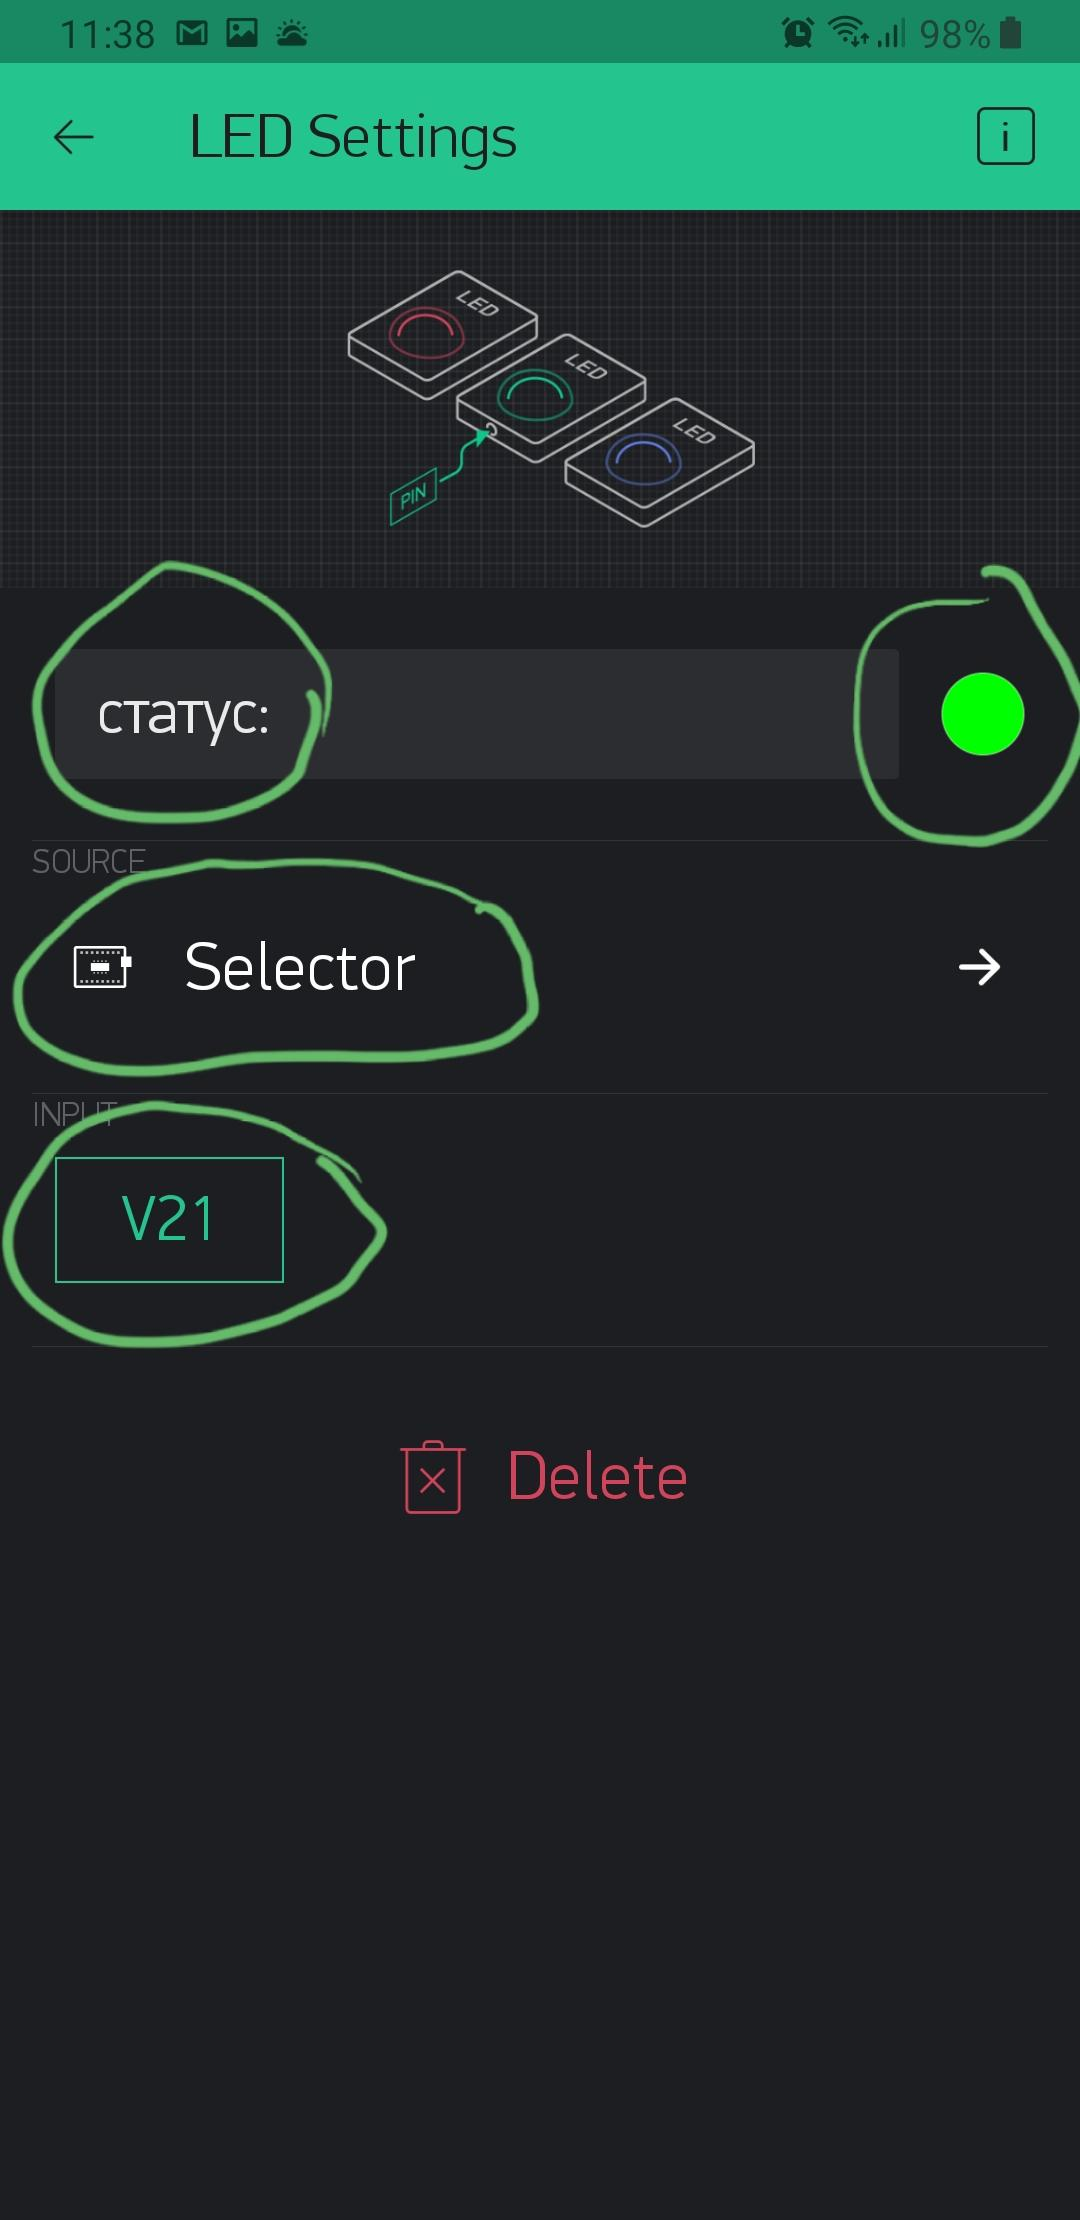 11:38 98%
LED Settings i
LED
LED
LED
PIN
статус:
SOURCE
Selector
INPUT
V21
Delete